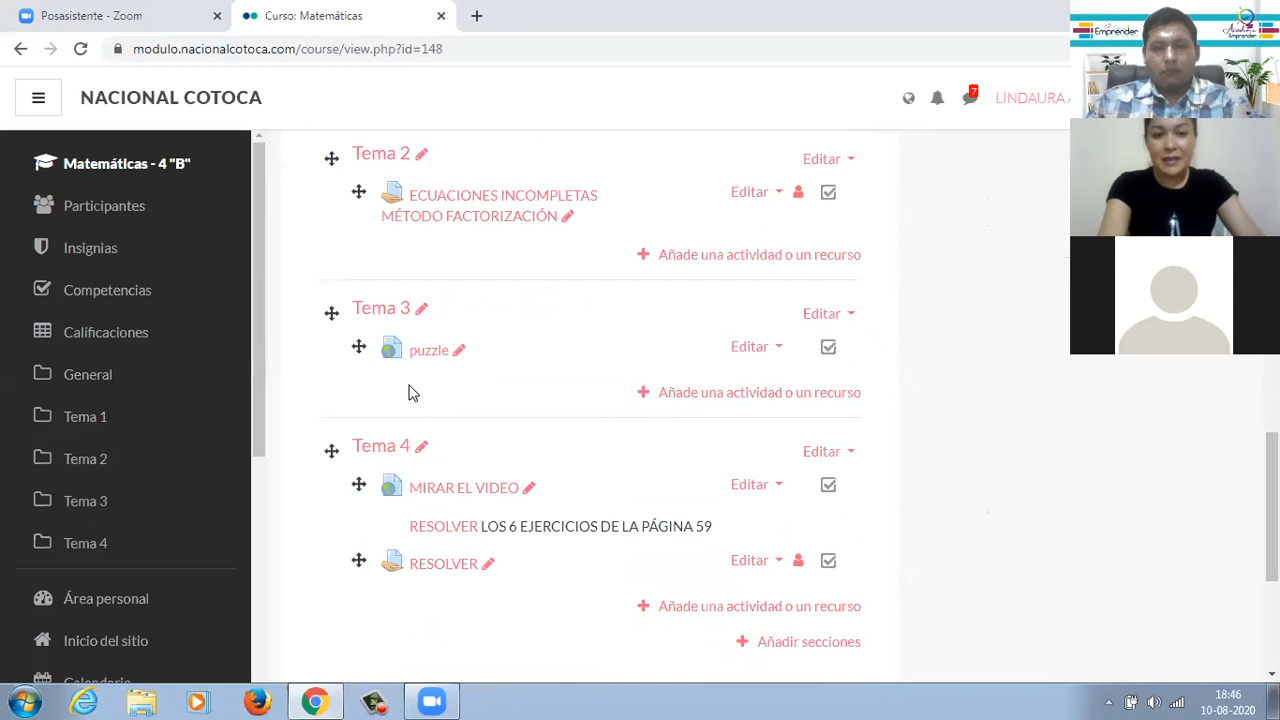 Posasistente - Zoom
Curso: Matemáticas
modulo.nacionalcotoca.com/course/view.php?id=148
Emprender
Academia
Emprender
NACIONAL COTOCA
7
LINDAURA A
Matemáticas - 4 "B"
Participantes
Insignias
Competencias
Calificaciones
General
Tema 1
Tema 2
Tema 3
Tema 4
Área personal
Inicio del sitio
Calendario
Tema 2
Editar
ECUACIONES INCOMPLETAS
MÉTODO FACTORIZACIÓN
Editar
Añade una actividad o un recurso
Tema 3
Editar
puzzle
Editar
Añade una actividad o un recurso
Tema 4
Editar
MIRAR EL VIDEO
Editar
RESOLVER LOS 6 EJERCICIOS DE LA PÁGINA 59
RESOLVER
Editar
Añade una actividad o un recurso
Añadir secciones
18:46
10-08-2020